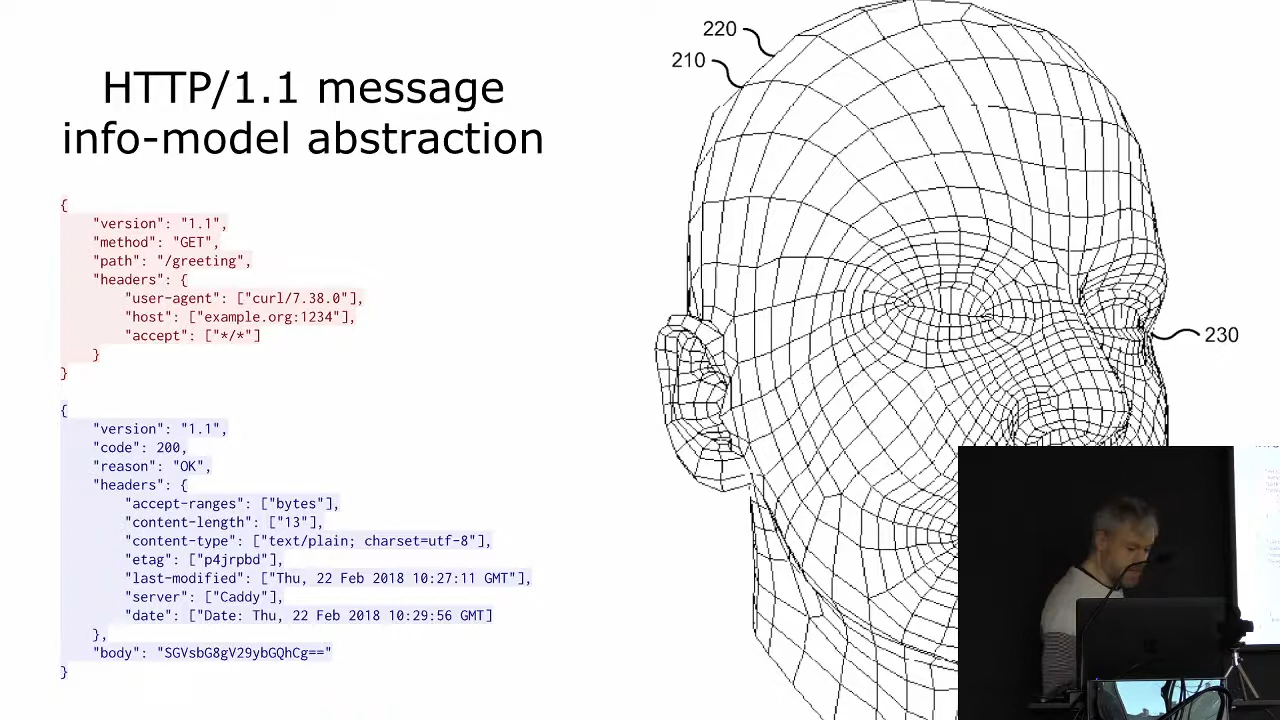 HTTP/1.1 message
info-model abstraction
{
"version": "1.1",
"method": "GET",
"path": "/greeting",
"headers": {
"user-agent": ["curl/7.38.0"],
"host": ["example.org:1234"],
"accept": ["*/*"]
}
}
{
"version": "1.1",
"code": 200,
"reason": "OK",
"headers": {
"accept-ranges": ["bytes"],
"content-length": ["13"],
"content-type": ["text/plain; charset=utf-8"],
"etag": ["p4jrpbd"],
"last-modified": ["Thu, 22 Feb 2018 10:27:11 GMT"],
"server": ["Caddy"],
"date": ["Date: Thu, 22 Feb 2018 10:29:56 GMT]
},
"body": "SGVsbG8gV29ybGQhCg=="
}
220
210
230